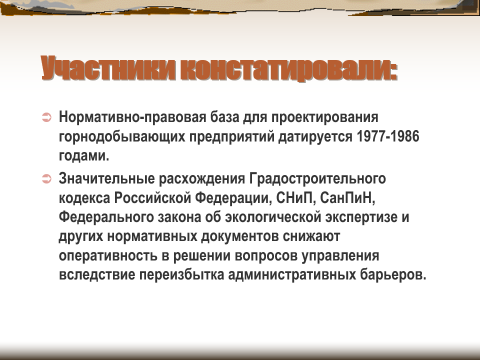 Участники констатировали:
Нормативно-правовая база для проектирования
горнодобывающих предприятий датируется 1977-1986
годами.
Значительные расхождения Градостроительного
кодекса Российской Федерации, СНиП, СанПиН,
Федерального закона об экологической экспертизе и
других нормативных документов снижают
оперативность в решении вопросов управления
вследствие переизбытка административных барьеров.